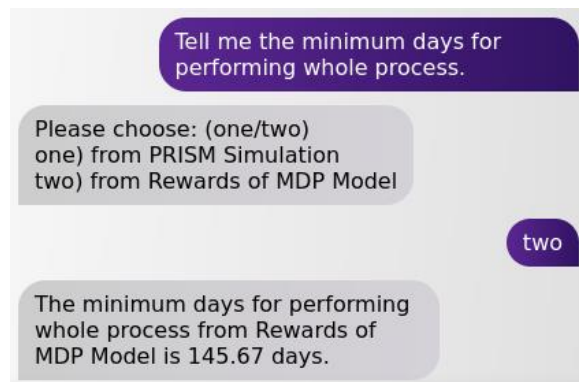 Tell me the minimum days for
performing whole process.
Please choose: (one/two)
one) from PRISM Simulation
two) from Rewards of MDP Model
two
The minimum days for performing
whole process from Rewards of
MDP Model is 145.67 days.